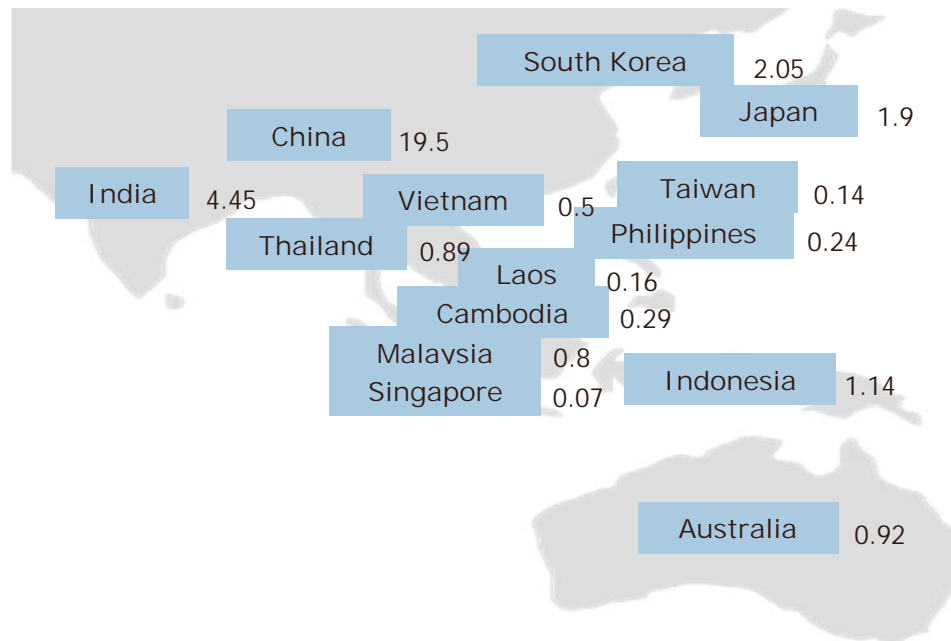 South Korea 2.05
Japan 1.9
China 19.5
India 4.45
Vietnam 0.5
Taiwan 0.14
Thailand 0.89
Philippines 0.24
Laos 0.16
Cambodia 0.29
Malaysia 0.8
Singapore 0.07
Indonesia 1.14
Australia 0.92